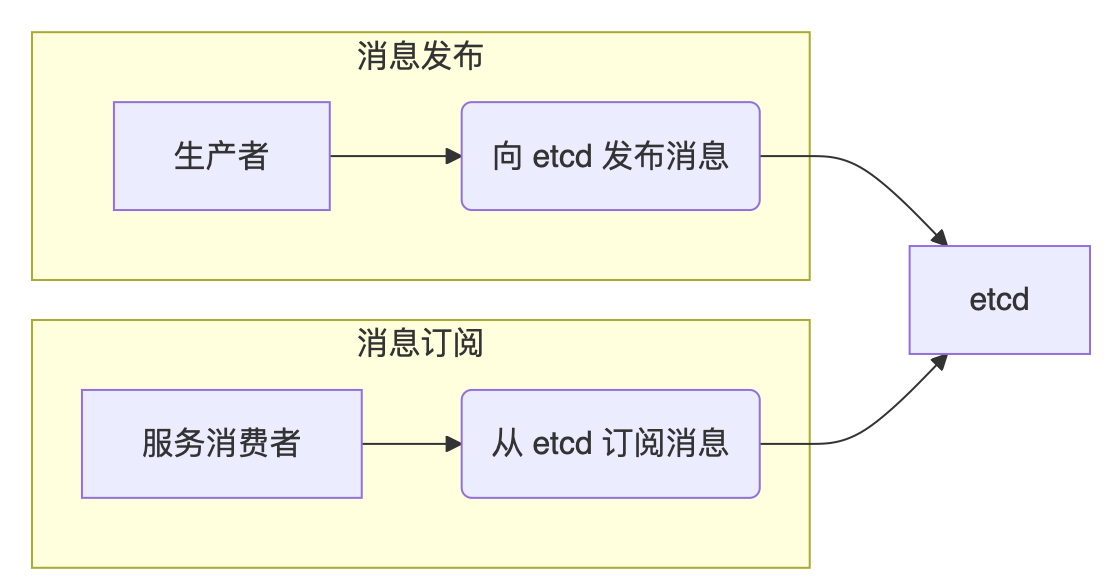 消息发布
生产者
向 etcd 发布消息
etcd
消息订阅
服务消费者
从 etcd 订阅消息